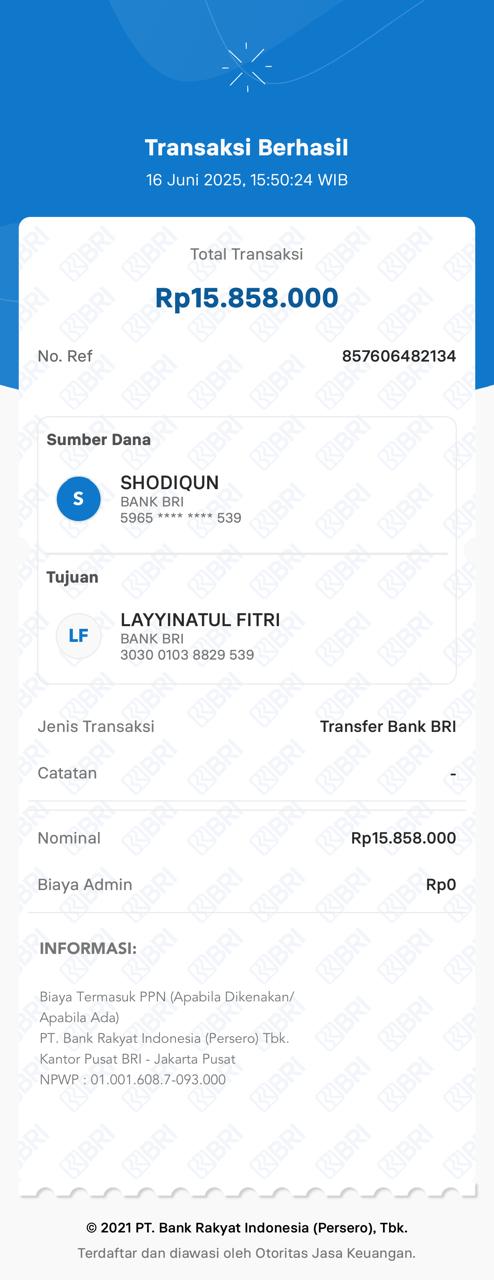 Transaksi Berhasil
16 Juni 2025, 15:50:24 WIB
Total Transaksi
Rp15.858.000
No. Ref 857606482134
Sumber Dana
S
SHODIQUN
BANK BRI
5965 **** **** 539
Tujuan
LF
LAYYINATUL FITRI
BANK BRI
3030 0103 8829 539
Jenis Transaksi Transfer Bank BRI
Catatan -
Nominal Rp15.858.000
Biaya Admin Rp0
INFORMASI:
Biaya Termasuk PPN (Apabila Dikenakan/
Apabila Ada)
PT. Bank Rakyat Indonesia (Persero) Tbk.
Kantor Pusat BRI - Jakarta Pusat
NPWP : 01.001.608.7-093.000
© 2021 PT. Bank Rakyat Indonesia (Persero), Tbk.
Terdaftar dan diawasi oleh Otoritas Jasa Keuangan.